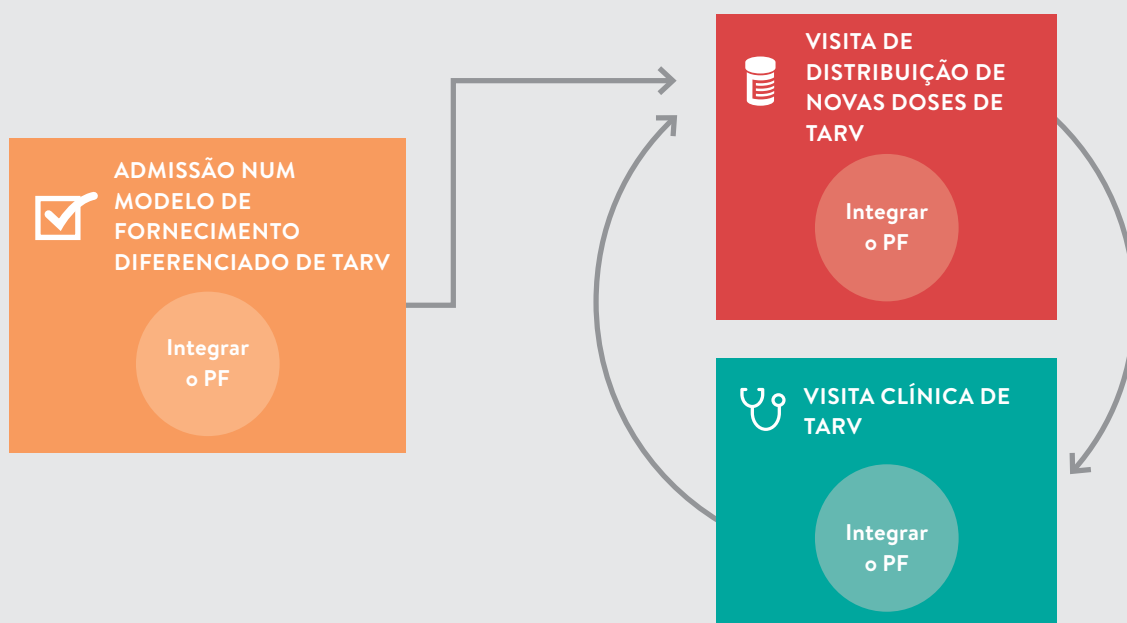 ADMISSÃO NUM
MODELO DE
FORNECIMENTO
DIFERENCIADO DE TARV
Integrar
o PF
VISITA DE
DISTRIBUIÇÃO DE
NOVAS DOSES DE
TARV
Integrar
o PF
VISITA CLÍNICA DE
TARV
Integrar
o PF